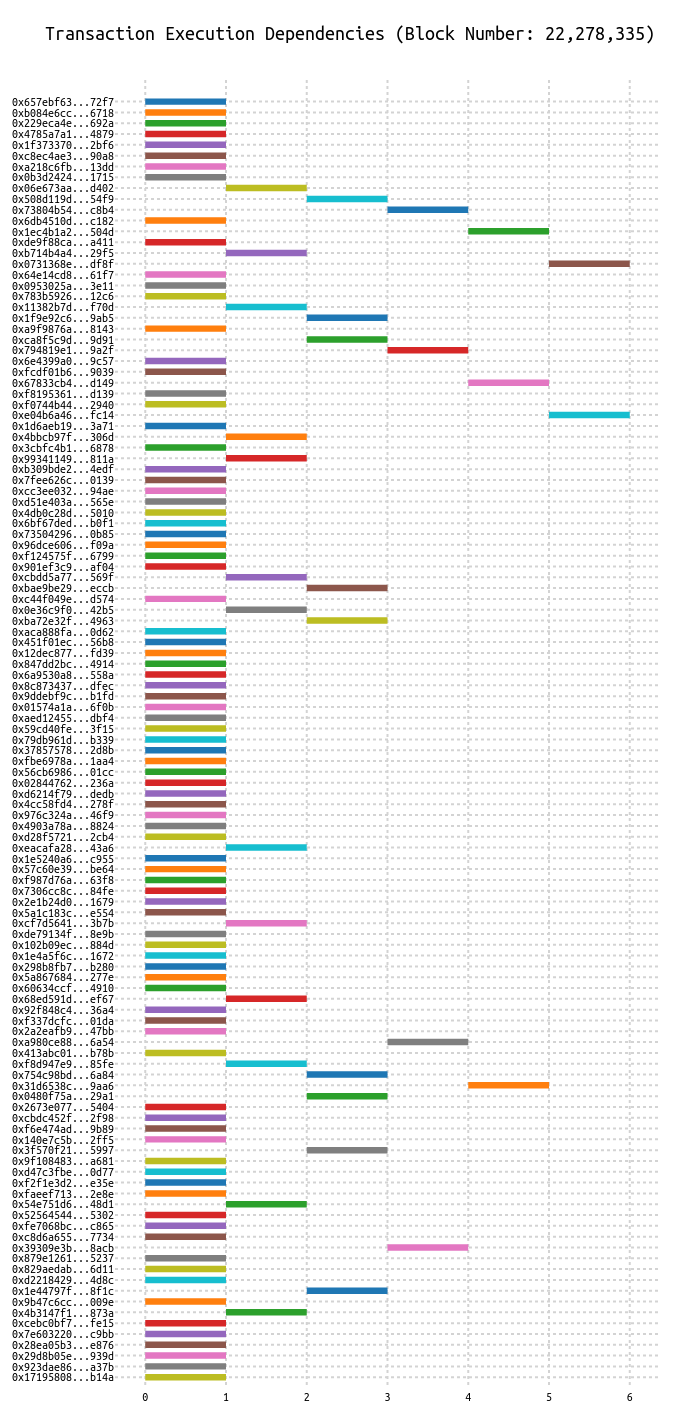 Transaction Execution Dependencies (Block Number: 22,278,335)
0x657ebf63...72f7
0xb084e6cc...6718
0x229eca4e...692a
0x4785a7a1...4879
0x1f373370...2bf6
0xc8ec4ae3...90a8
0xa218c6fb...13dd
0x0b3d2424...1715
0x06e673aa...d402
0x508d119d...54f9
0x73804b54...c8b4
0x6db4510d...c182
0x1ec4b1a2...504d
0xde9f88ca...a411
0xb714b4a4...29f5
0x0731368e...df8f
0x64e14cd8...61f7
0x0953025a...3e11
0x783b5926...12c6
0x11382b7d...f70d
0x1f9e92c6...9ab5
0xa9f9876a...8143
0xca8f5c9d...9d91
0x794819e1...9a2f
0x6e4399a0...9c57
0xfcdf01b6...9039
0x67833cb4...d149
0xf8195361...d139
0xf0744b44...2940
0xe04b6a46...fc14
0x1d6aeb19...3a71
0x4bbcb97f...306d
0x3cbfc4b1...6878
0x99341149...811a
0xb309bde2...4edf
0x7fee626c...0139
0xcc3ee032...94ae
0xd51e403a...565e
0x4db0c28d...5010
0x6bf67ded...b0f1
0x73504296...0b85
0x96dce606...f09a
0xf124575f...6799
0x901ef3c9...af04
0xcbdd5a77...569f
0xbae9be29...eccb
0xc44f049e...d574
0x0e36c9f0...42b5
0xba72e32f...4963
0xaca888fa...0d62
0x451f01ec...56b8
0x12dec877...fd39
0x847dd2bc...4914
0x6a9530a8...558a
0x8c873437...dfec
0x9ddebf9c...b1fd
0x01574a1a...6f0b
0xaed12455...dbf4
0x59cd40fe...3f15
0x79db961d...b339
0x37857578...2d8b
0xfbe6978a...1aa4
0x56cb6986...01cc
0x02844762...236a
0xd6214f79...dedb
0x4cc58fd4...278f
0x976c324a...46f9
0x4903a78a...8824
0xd28f5721...2cb4
0xeacafa28...43a6
0x1e5240a6...c955
0x57c60e39...be64
0xf987d76a...63f8
0x7306cc8c...84fe
0x2e1b24d0...1679
0x5a1c183c...e554
0xcf7d5641...3b7b
0xde79134f...8e9b
0x102b09ec...884d
0x1e4a5f6c...1672
0x298b8fb7...b280
0x5a867684...277e
0x60634ccf...4910
0x68ed591d...ef67
0x92f848c4...36a4
0xf337dcfc...01da
0x2a2eafb9...47bb
0xa980ce88...6a54
0x413abc01...b78b
0xf8d947e9...85fe
0x754c98bd...6a84
0x31d6538c...9aa6
0x0480f75a...29a1
0x2673e077...5404
0xcbdc452f...2f98
0xf6e474ad...9b89
0x140e7c5b...2ff5
0x3f570f21...5997
0x9f108483...a681
0xd47c3fbe...0d77
0xf2f1e3d2...e35e
0xfaeef713...2e8e
0x54e751d6...48d1
0x52564544...5302
0xfe7068bc...c865
0xc8d6a655...7734
0x39309e3b...8acb
0x879e1261...5237
0x829aedab...6d11
0xd2218429...4d8c
0x1e44797f...8f1c
0x9b47c6cc...009e
0x4b3147f1...873a
0xcebc0bf7...fe15
0x7e603220...c9bb
0x28ea05b3...e876
0x29d8b05e...939d
0x923dae86...a37b
0x17195808...b14a
0 1 2 3 4 5 6